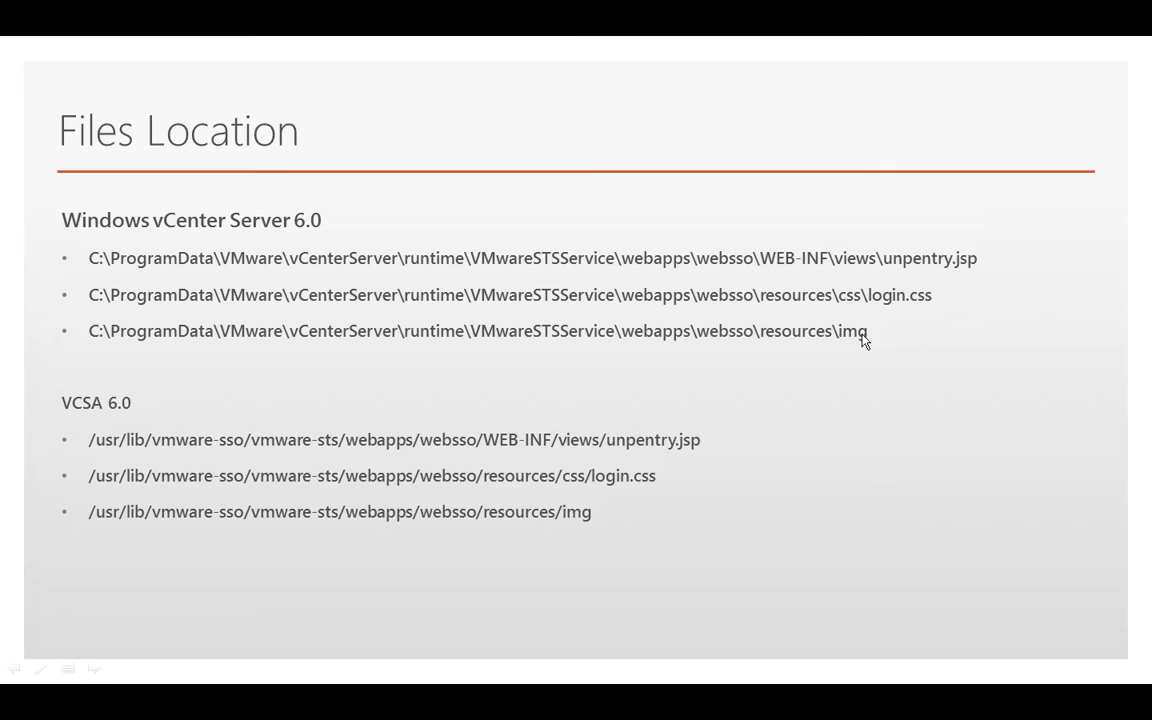 Files Location
Windows vCenter Server 6.0
• C:\ProgramData\VMware\vCenterServer\runtime\VMwareSTSService\webapps\websso\WEB-INF\views\unpentry.jsp
• C:\ProgramData\VMware\vCenterServer\runtime\VMwareSTSService\webapps\websso\resources\css\login.css
• C:\ProgramData\VMware\vCenterServer\runtime\VMwareSTSService\webapps\websso\resources\img
VCSA 6.0
• /usr/lib/vmware-sso/vmware-sts/webapps/websso/WEB-INF/views/unpentry.jsp
• /usr/lib/vmware-sso/vmware-sts/webapps/websso/resources/css/login.css
• /usr/lib/vmware-sso/vmware-sts/webapps/websso/resources/img